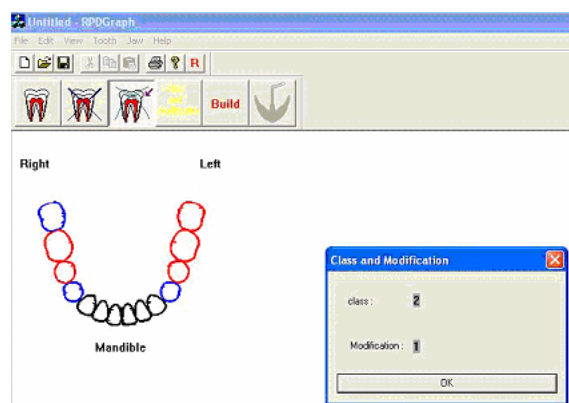 Untitled - RPDGraph
File Edit View Tooth Jaw Help
R
Build
Right Left
Mandible
Class and Modification
class : 2
Modification : 1
OK